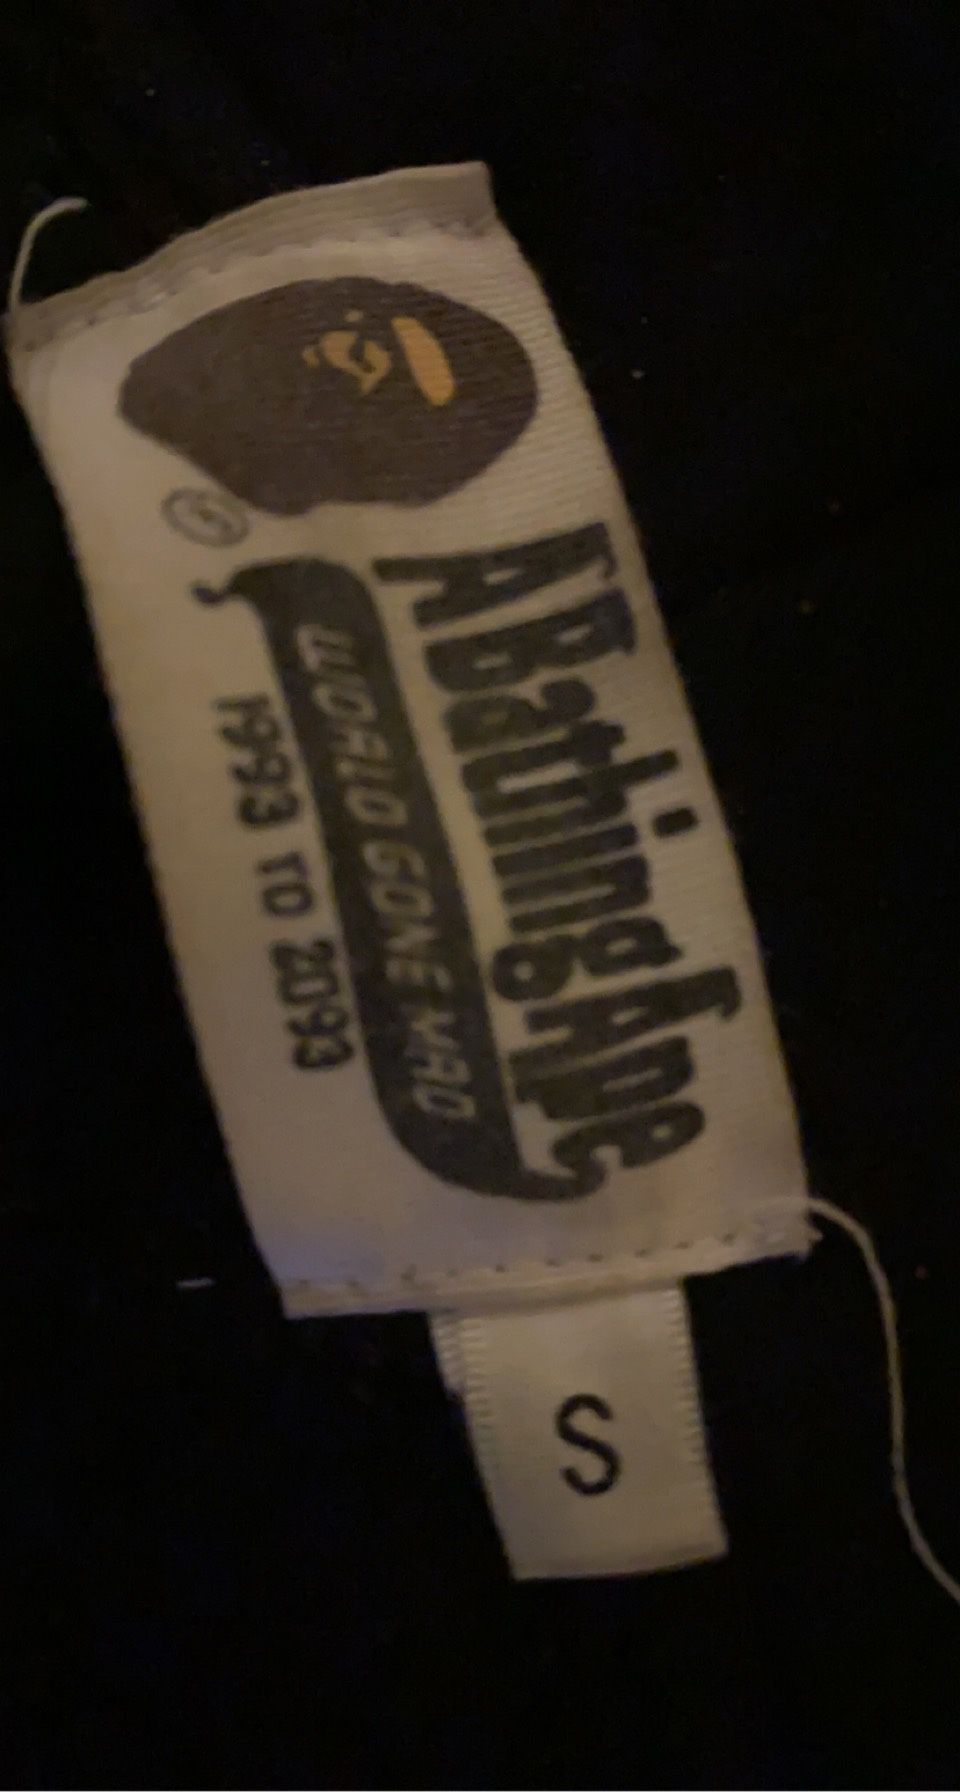 ®
A Bathing Ape
WORLD GONE MAD
1993 TO 2093
S